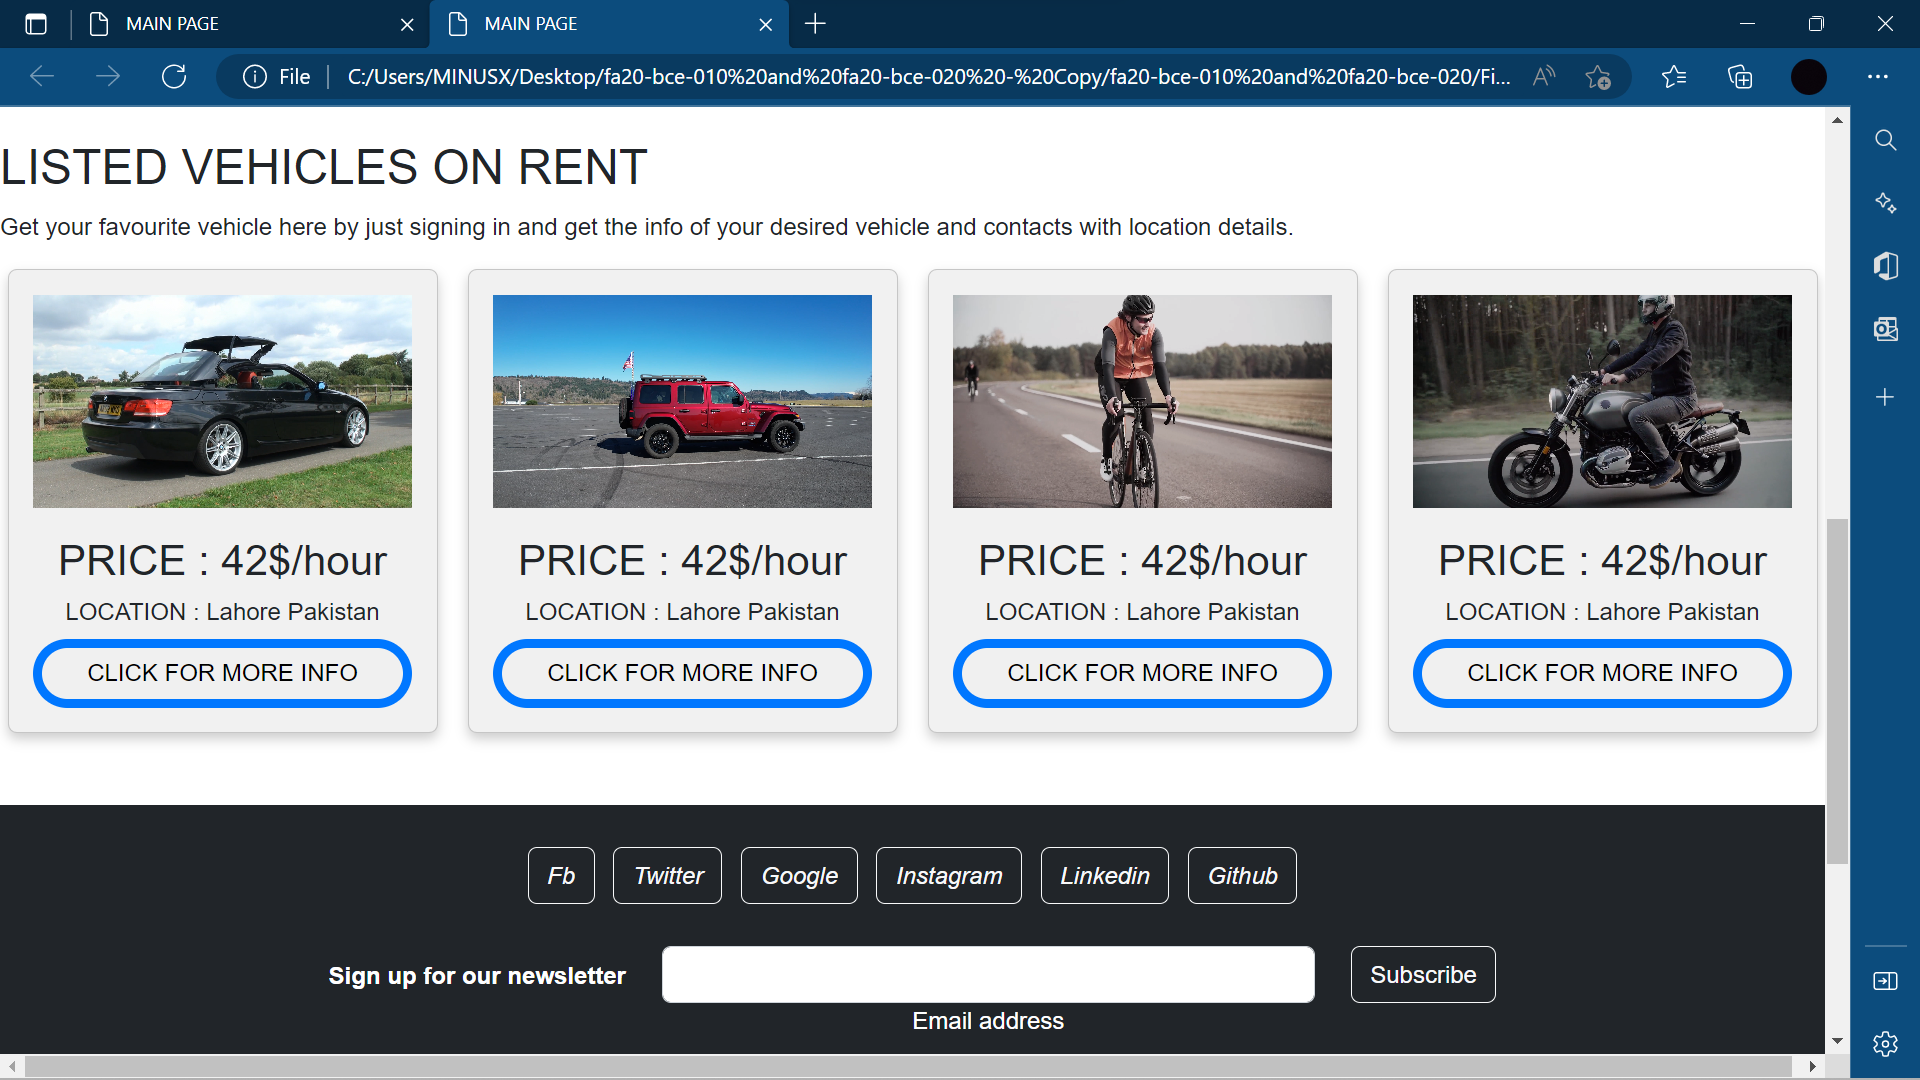 MAIN PAGE
MAIN PAGE
File
C:/Users/MINUSX/Desktop/fa20-bce-010%20and%20fa20-bce-020%20-%20Copy/fa20-bce-010%20and%20fa20-bce-020/Fi...
LISTED VEHICLES ON RENT
Get your favourite vehicle here by just signing in and get the info of your desired vehicle and contacts with location details.
PRICE : 42$/hour
LOCATION : Lahore Pakistan
CLICK FOR MORE INFO
PRICE : 42$/hour
LOCATION : Lahore Pakistan
CLICK FOR MORE INFO
PRICE : 42$/hour
LOCATION : Lahore Pakistan
CLICK FOR MORE INFO
PRICE : 42$/hour
LOCATION : Lahore Pakistan
CLICK FOR MORE INFO
Fb Twitter Google Instagram Linkedin Github
Sign up for our newsletter
Subscribe
Email address